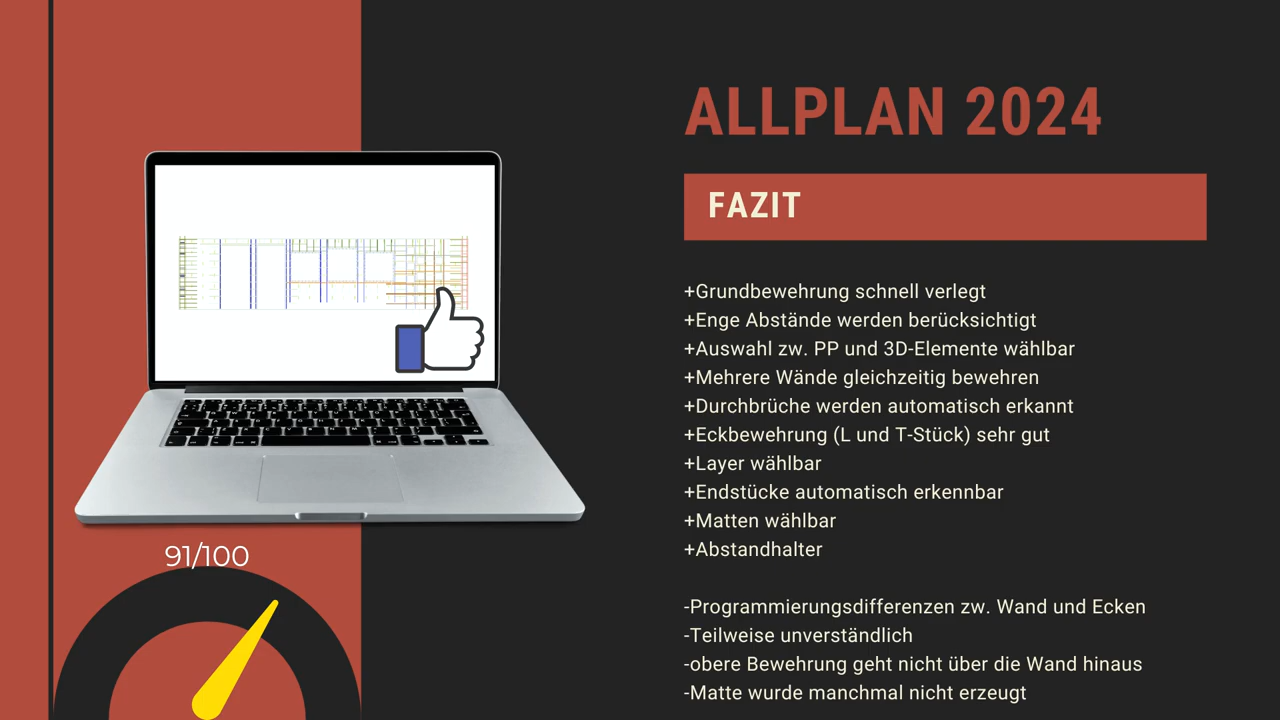 ALLPLAN 2024
FAZIT
+Grundbewehrung schnell verlegt
+Enge Abstände werden berücksichtigt
+Auswahl zw. PP und 3D-Elemente wählbar
+Mehrere Wände gleichzeitig bewehren
+Durchbrüche werden automatisch erkannt
+Eckbewehrung (L und T-Stück) sehr gut
+Layer wählbar
+Endstücke automatisch erkennbar
+Matten wählbar
+Abstandhalter
-Programmierungsdifferenzen zw. Wand und Ecken
-Teilweise unverständlich
-obere Bewehrung geht nicht über die Wand hinaus
-Matte wurde manchmal nicht erzeugt
91/100